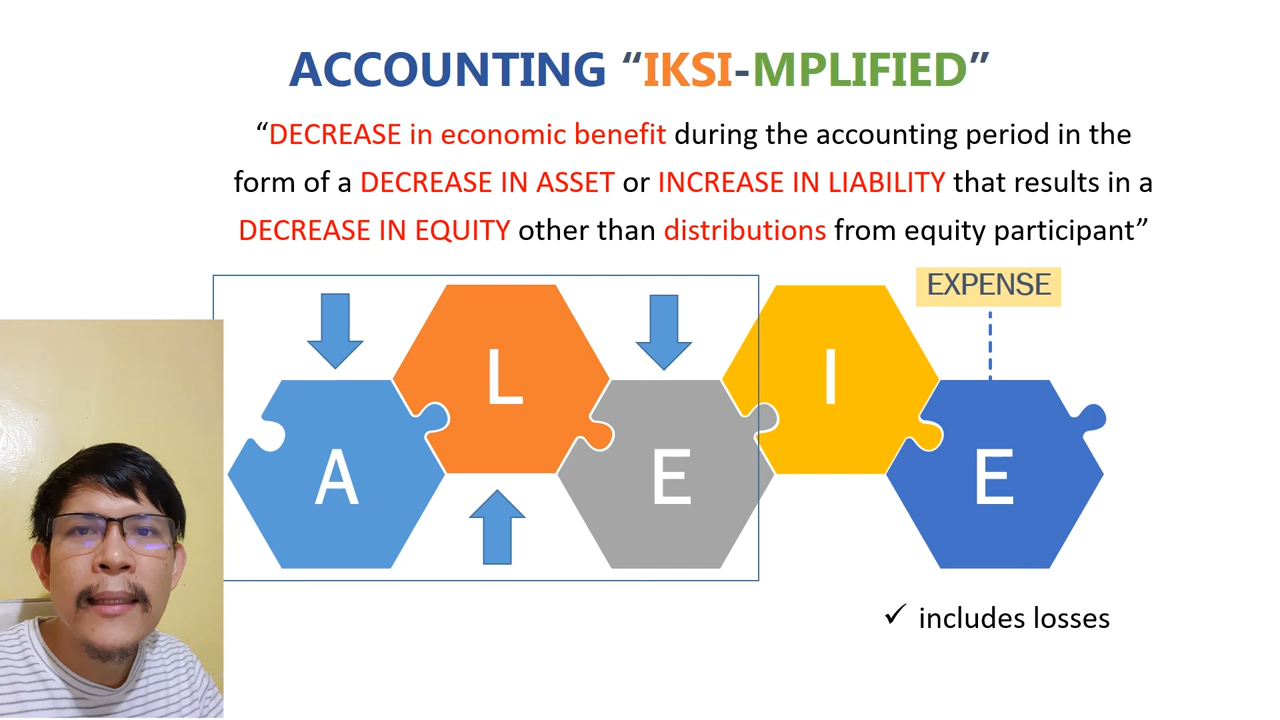 ACCOUNTING “IKSI-MPLIFIED”
“DECREASE in economic benefit during the accounting period in the
form of a DECREASE IN ASSET or INCREASE IN LIABILITY that results in a
DECREASE IN EQUITY other than distributions from equity participant”
EXPENSE
A
L
E
I
E
✓ includes losses